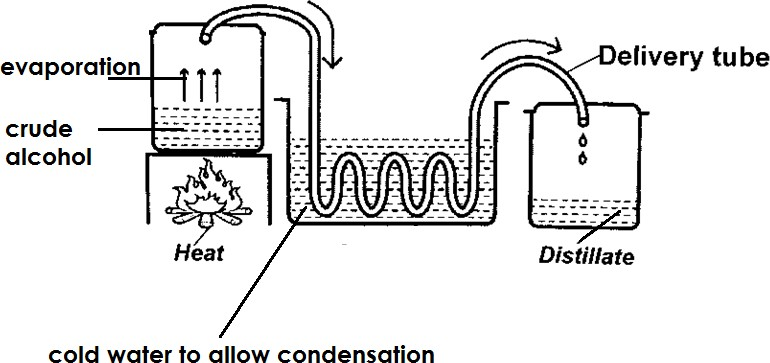 Delivery tube
evaporation
crude
alcohol
Heat
Distillate
cold water to allow condensation